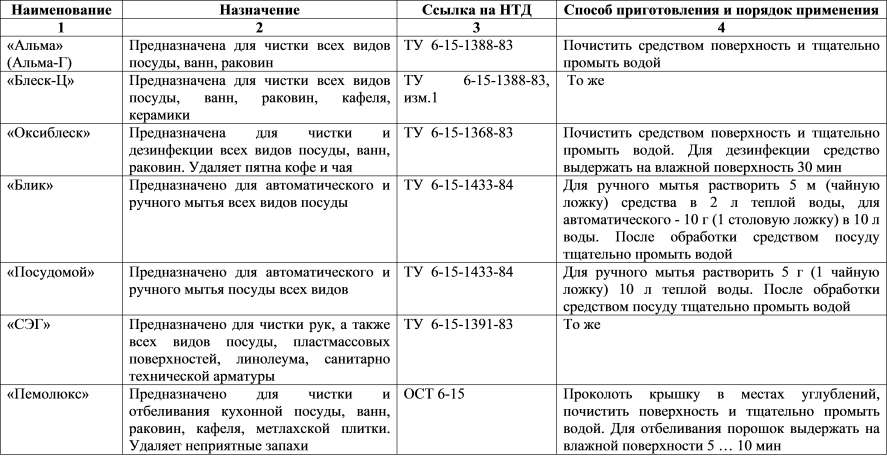 Наименование
Назначение
Ссылка на НТД
Способ приготовления и порядок применения
1
2
3
4
«Альма»
(Альма-Г)
Предназначена для чистки всех видов
посуды, ванн, раковин
ТУ 6-15-1388-83
Почистить средством поверхность и тщательно
промыть водой
«Блеск-Ц»
Предназначена для чистки всех видов
посуды, ванн, раковин, кафеля,
керамики
ТУ 6-15-1388-83,
изм.1
То же
«Оксиблеск»
Предназначена для чистки и
дезинфекции всех видов посуды, ванн,
раковин. Удаляет пятна кофе и чая
ТУ 6-15-1368-83
Почистить средством поверхность и тщательно
промыть водой. Для дезинфекции средство
выдержать на влажной поверхности 30 мин
«Блик»
Предназначено для автоматического и
ручного мытья всех видов посуды
ТУ 6-15-1433-84
Для ручного мытья растворить 5 м (чайную
ложку) средства в 2 л теплой воды, для
автоматического - 10 г (1 столовую ложку) в 10 л
воды. После обработки средством посуду
тщательно промыть водой
«Посудомой»
Предназначено для автоматического и
ручного мытья посуды всех видов
ТУ 6-15-1433-84
Для ручного мытья растворить 5 г (1 чайную
ложку) 10 л теплой воды. После обработки
средством посуду тщательно промыть водой
«СЭГ»
Предназначено для чистки рук, а также
всех видов посуды, пластмассовых
поверхностей, линолеума, санитарно
технической арматуры
ТУ 6-15-1391-83
То же
«Пемолюкс»
Предназначено для чистки и
отбеливания кухонной посуды, ванн,
раковин, кафеля, метлахской плитки.
Удаляет неприятные запахи
ОСТ 6-15
Проколоть крышку в местах углублений,
почистить поверхность и тщательно промыть
водой. Для отбеливания порошок выдержать на
влажной поверхности 5 … 10 мин